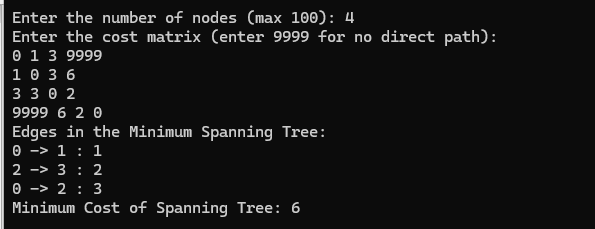 Enter the number of nodes (max 100): 4
Enter the cost matrix (enter 9999 for no direct path):
0 1 3 9999
1 0 3 6
3 3 0 2
9999 6 2 0
Edges in the Minimum Spanning Tree:
0 -> 1 : 1
2 -> 3 : 2
0 -> 2 : 3
Minimum Cost of Spanning Tree: 6